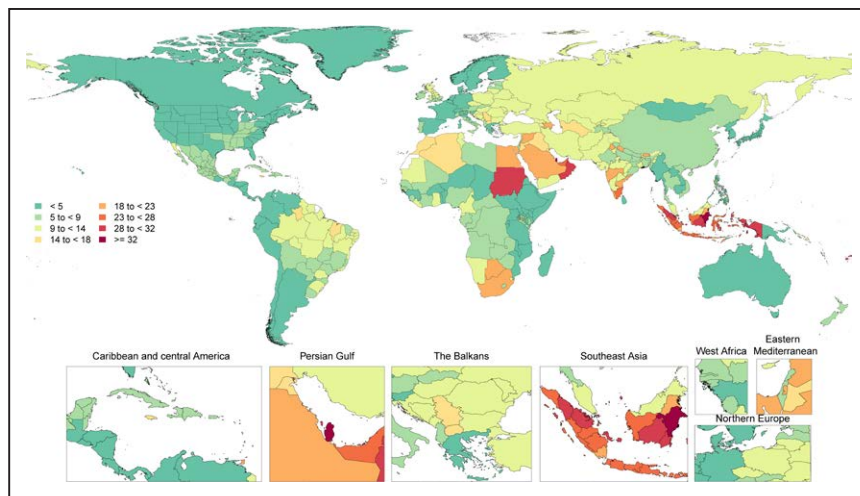 < 5
5 to < 9
9 to < 14
14 to < 18
18 to < 23
23 to < 28
28 to < 32
>= 32
Caribbean and central America
Persian Gulf
The Balkans
Southeast Asia
West Africa
Eastern
Mediterranean
Northern Europe